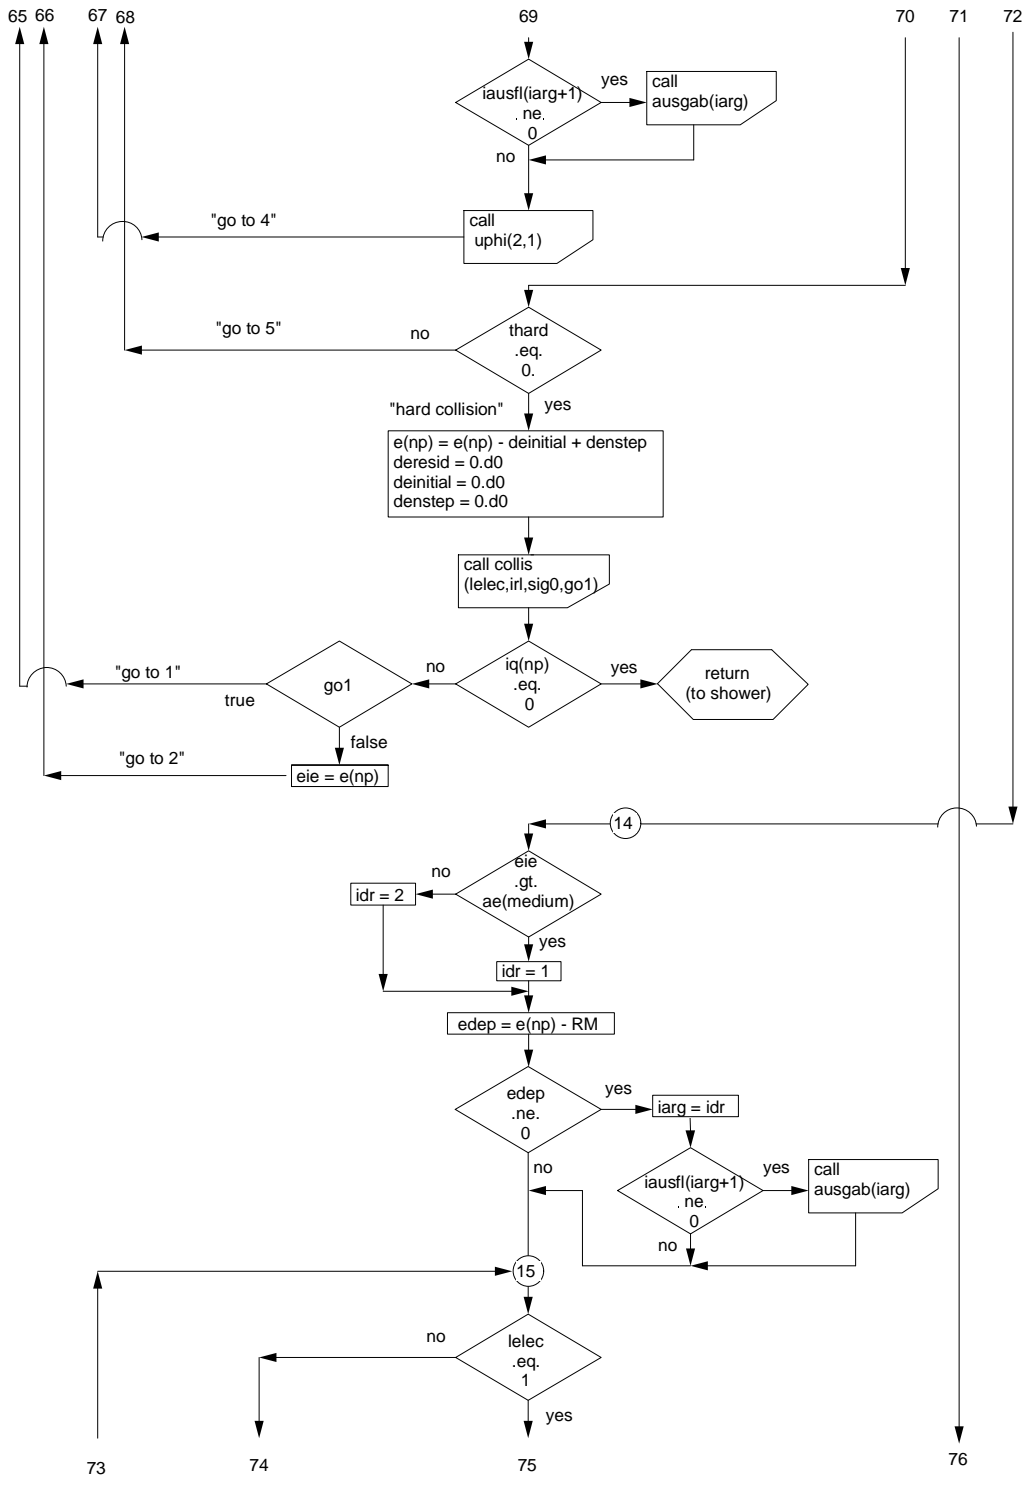 65 66 67 68 69 70 71 72
iausfl(iarg+1)
.ne.
0
yes
call
ausgab(iarg)
no
"go to 4"
call
uphi(2,1)
"go to 5"
no
thard
.eq.
0.
"hard collision"
yes
e(np) = e(np) - deinitial + denstep
deresid = 0.d0
deinitial = 0.d0
denstep = 0.d0
call collis
(lelec,irl,sig0,go1)
"go to 1"
true
go1
no
iq(np)
.eq.
0
yes
return
(to shower)
false
"go to 2"
eie = e(np)
14
eie
.gt.
ae(medium)
no
idr = 2
yes
idr = 1
edep = e(np) - RM
edep
.ne.
0
yes
iarg = idr
no
iausfl(iarg+1)
.ne.
0
yes
call
ausgab(iarg)
no
15
no
lelec
.eq.
1
yes
73 74 75 76